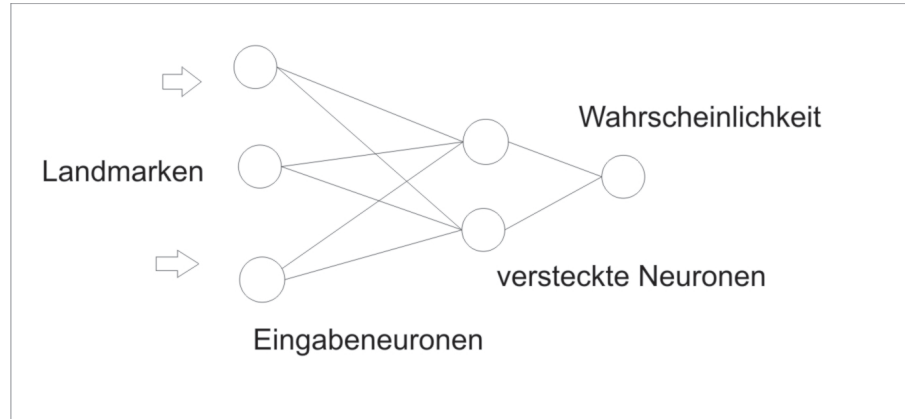 Wahrscheinlichkeit
Landmarken
versteckte Neuronen
Eingabeneuronen